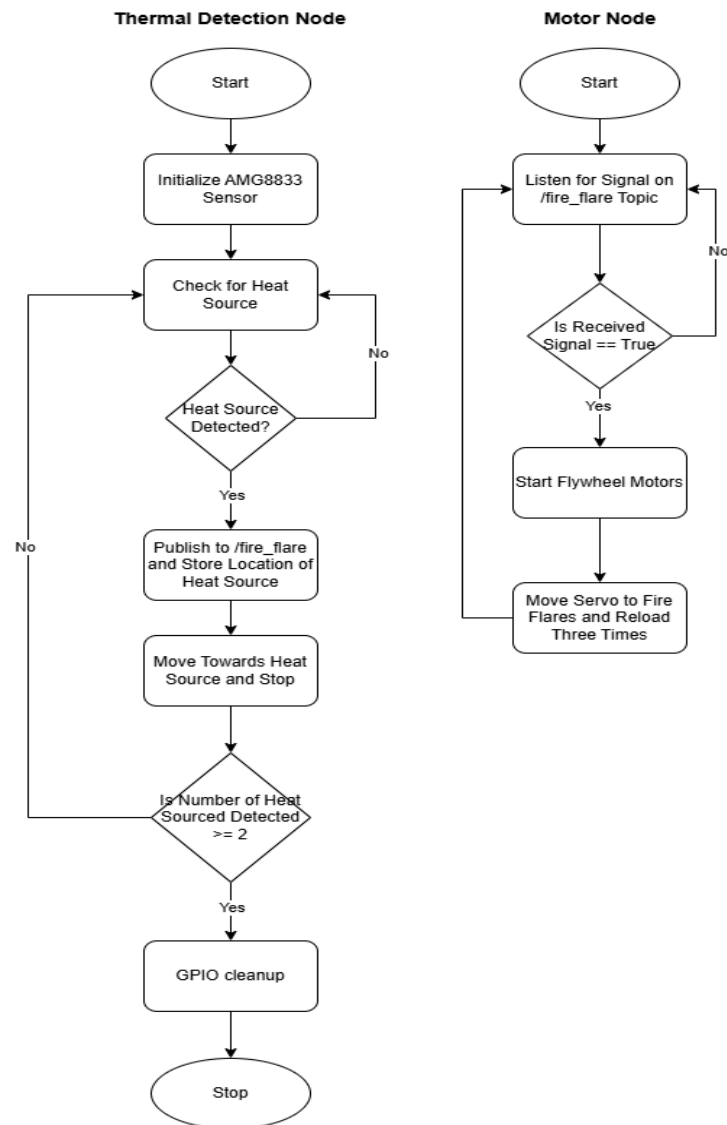 Thermal Detection Node
Start
Initialize AMG8833
Sensor
Check for Heat
Source
No
Heat Source
Detected?
Yes
No
Publish to /fire_flare
and Store Location of
Heat Source
Move Towards Heat
Source and Stop
Is Number of Heat
Sourced Detected
>= 2
Yes
GPIO cleanup
Stop
Motor Node
Start
Listen for Signal on
/fire_flare Topic
No
Is Received
Signal == True
Yes
Start Flywheel Motors
Move Servo to Fire
Flares and Reload
Three Times